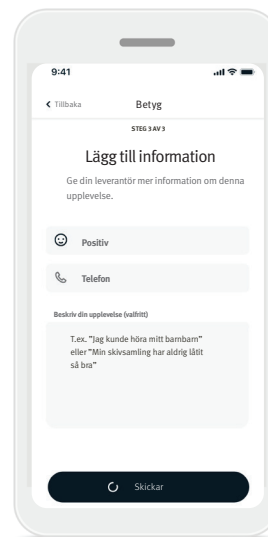 9:41
Tillbaka
Betyg
STEG 3 AV 3
Lägg till information
Ge din leverantör mer information om denna
upplevelse.
Positiv
Telefon
Beskriv din upplevelse (valfritt)
T.ex. ”Jag kunde höra mitt barnbarn”
eller ”Min skivsamling har aldrig låtit
så bra”
Skickar